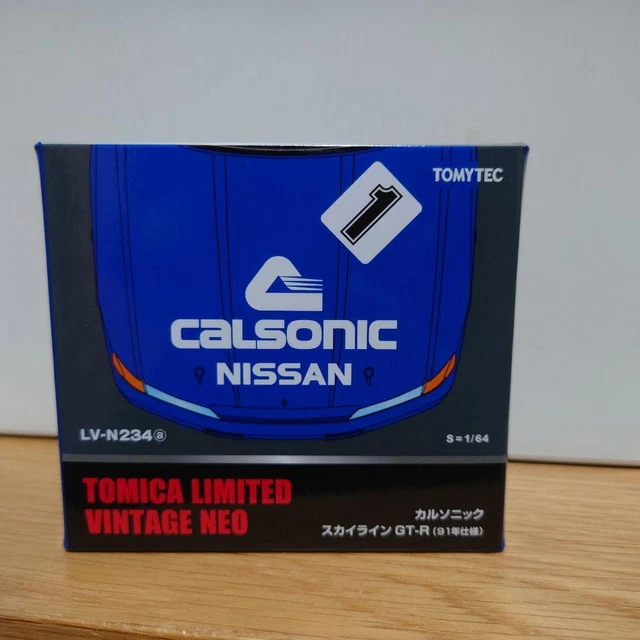 TOMYTEC
1
CALSONIC
NISSAN
LV-N234ⓐ
S=1/64
TOMICA LIMITED
VINTAGE NEO
カルソニック
スカイライン GT-R (91年仕様)